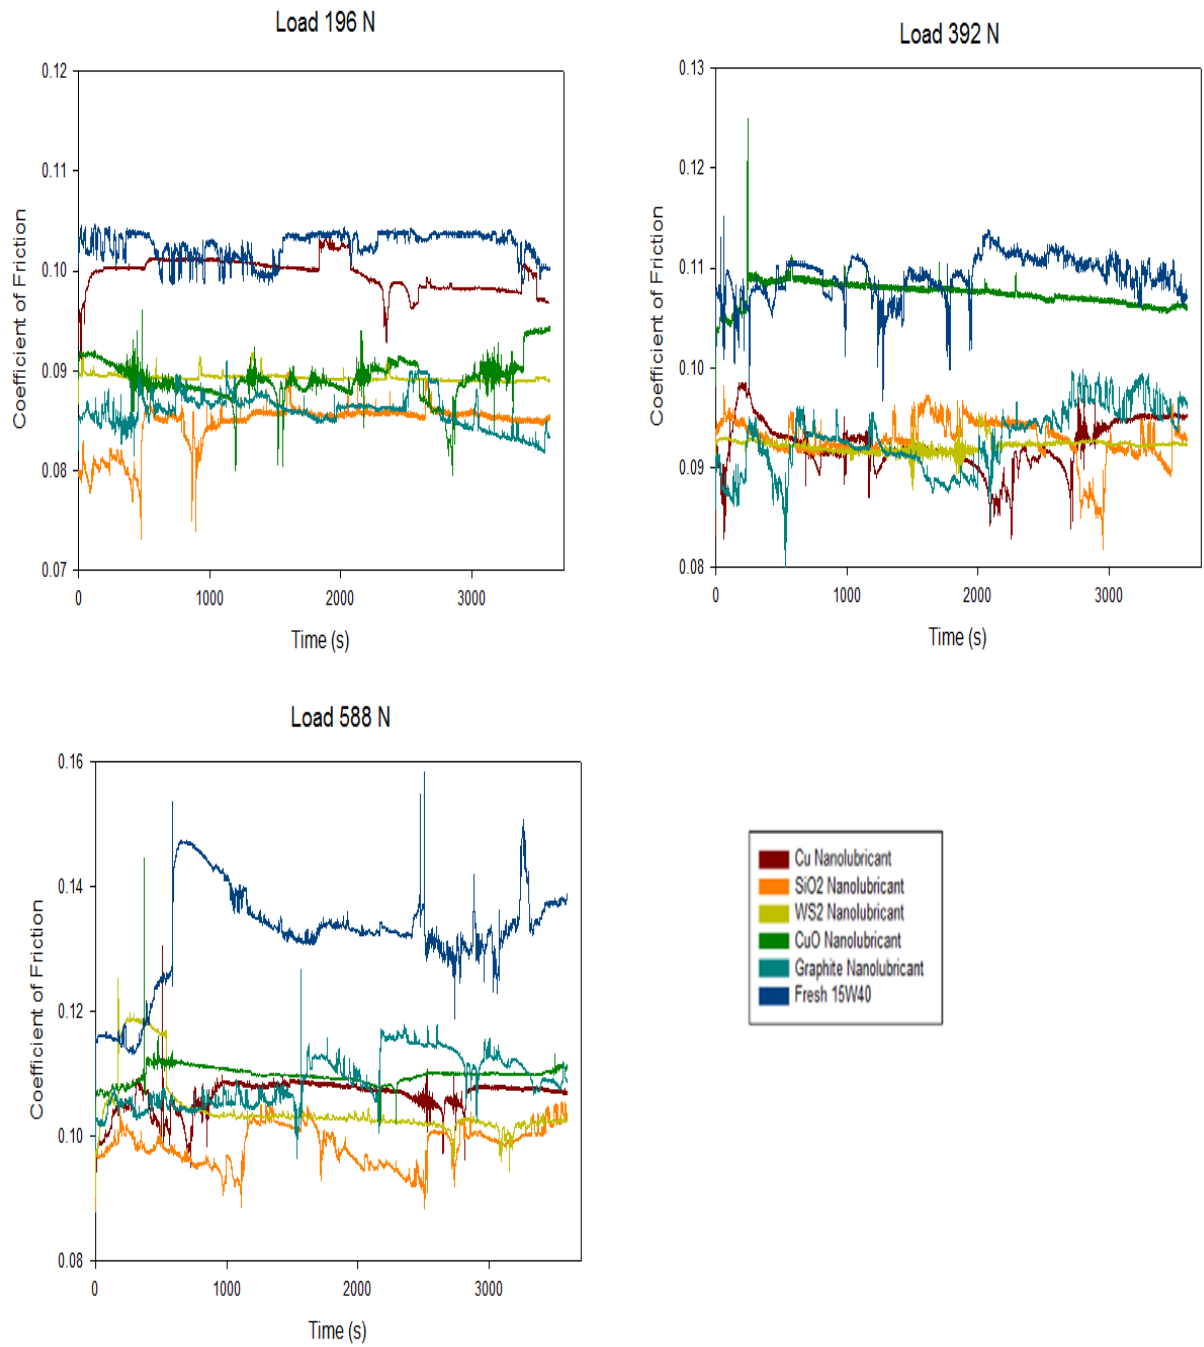 Load 196 N
0.12
0.11
0.10
0.09
0.08
0.07
Coefficient of Friction
0 1000 2000 3000
Time (s)
Load 392 N
0.13
0.12
0.11
0.10
0.09
0.08
Coefficient of Friction
0 1000 2000 3000
Time (s)
Load 588 N
0.16
0.14
0.12
0.10
0.08
Coefficient of Friction
0 1000 2000 3000
Time (s)
Cu Nanolubricant
SiO2 Nanolubricant
WS2 Nanolubricant
CuO Nanolubricant
Graphite Nanolubricant
Fresh 15W40